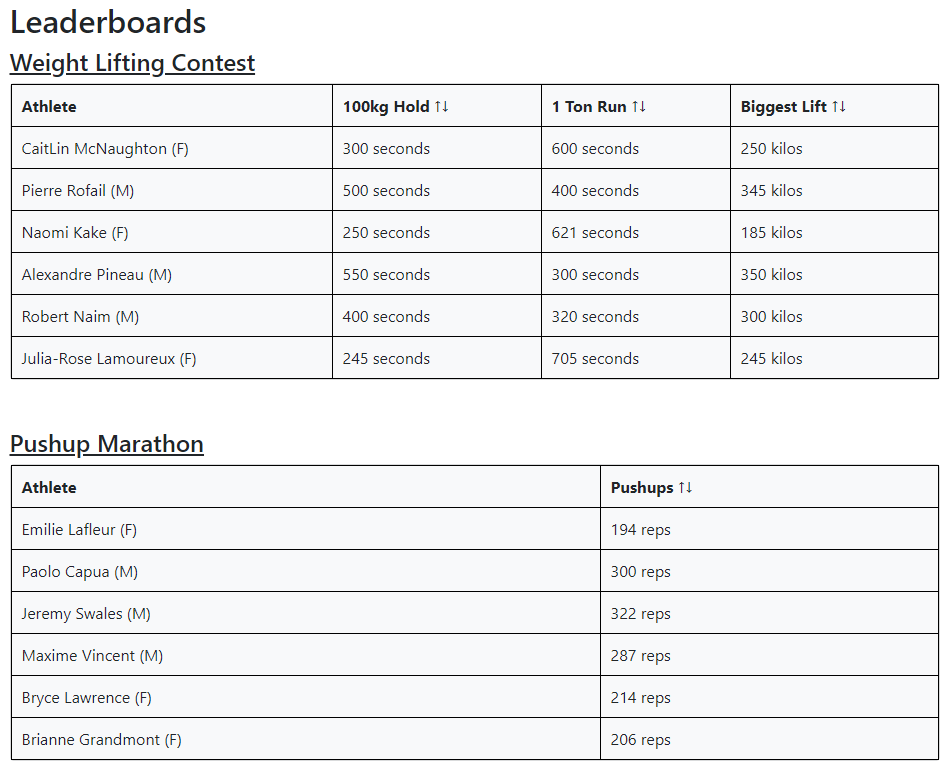 Leaderboards
Weight Lifting Contest
Athlete 100kg Hold ↑↓ 1 Ton Run ↑↓ Biggest Lift ↑↓
CaitLin McNaughton (F) 300 seconds 600 seconds 250 kilos
Pierre Rofail (M) 500 seconds 400 seconds 345 kilos
Naomi Kake (F) 250 seconds 621 seconds 185 kilos
Alexandre Pineau (M) 550 seconds 300 seconds 350 kilos
Robert Naim (M) 400 seconds 320 seconds 300 kilos
Julia-Rose Lamoureux (F) 245 seconds 705 seconds 245 kilos
Pushup Marathon
Athlete Pushups ↑↓
Emilie Lafleur (F) 194 reps
Paolo Capua (M) 300 reps
Jeremy Swales (M) 322 reps
Maxime Vincent (M) 287 reps
Bryce Lawrence (F) 214 reps
Brianne Grandmont (F) 206 reps